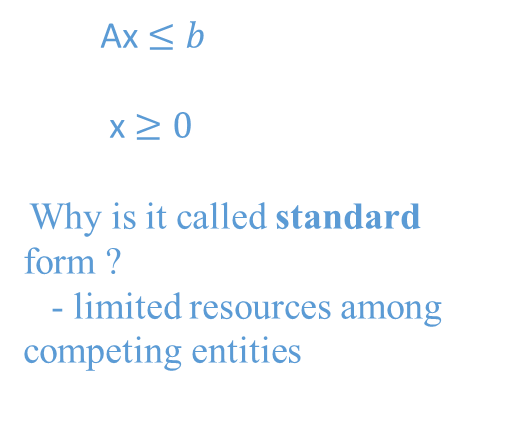 Ax ≤ b
x ≥ 0
Why is it called standard
form ?
- limited resources among
competing entities